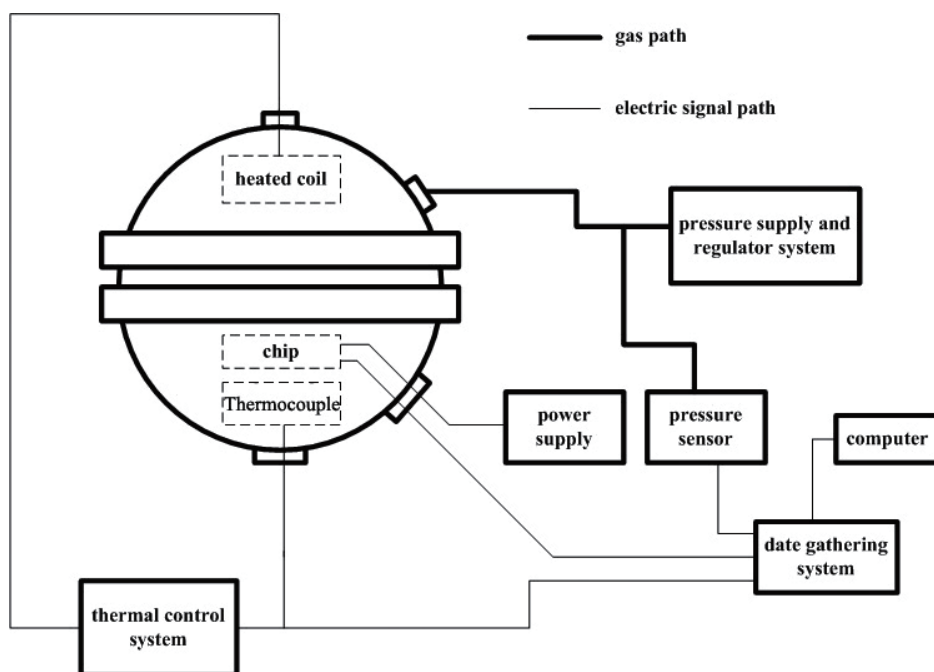 gas path
electric signal path
heated coil
pressure supply and
regulator system
chip
Thermocouple
power
supply
pressure
sensor
computer
date gathering
system
thermal control
system